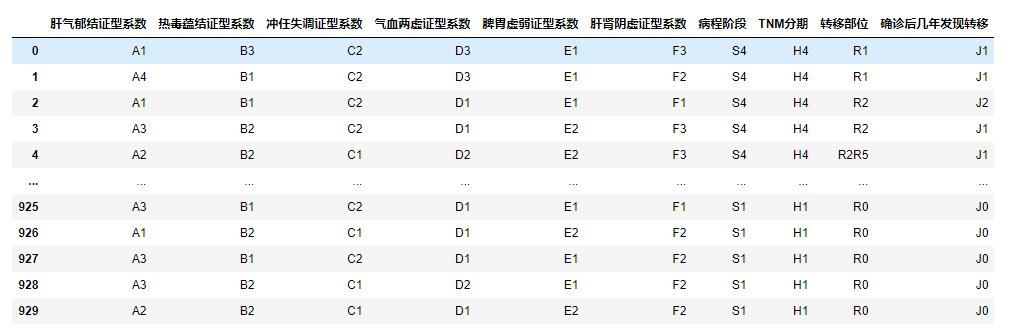 肝气郁结证型系数 热毒蕴结证型系数 冲任失调证型系数 气血两虚证型系数 脾胃虚弱证型系数 肝肾阴虚证型系数 病程阶段 TNM分期 转移部位 确诊后几年发现转移
0 A1 B3 C2 D3 E1 F3 S4 H4 R1 J1
1 A4 B1 C2 D3 E1 F2 S4 H4 R1 J1
2 A1 B1 C2 D1 E1 F1 S4 H4 R2 J2
3 A3 B2 C2 D1 E2 F3 S4 H4 R2 J1
4 A2 B2 C1 D2 E2 F3 S4 H4 R2R5 J1
... ... ... ... ... ... ... ... ... ... ...
925 A3 B1 C2 D1 E1 F1 S1 H1 R0 J0
926 A1 B2 C1 D1 E2 F2 S1 H1 R0 J0
927 A3 B1 C2 D1 E1 F2 S1 H1 R0 J0
928 A3 B2 C1 D2 E1 F2 S1 H1 R0 J0
929 A2 B2 C1 D1 E2 F2 S1 H1 R0 J0